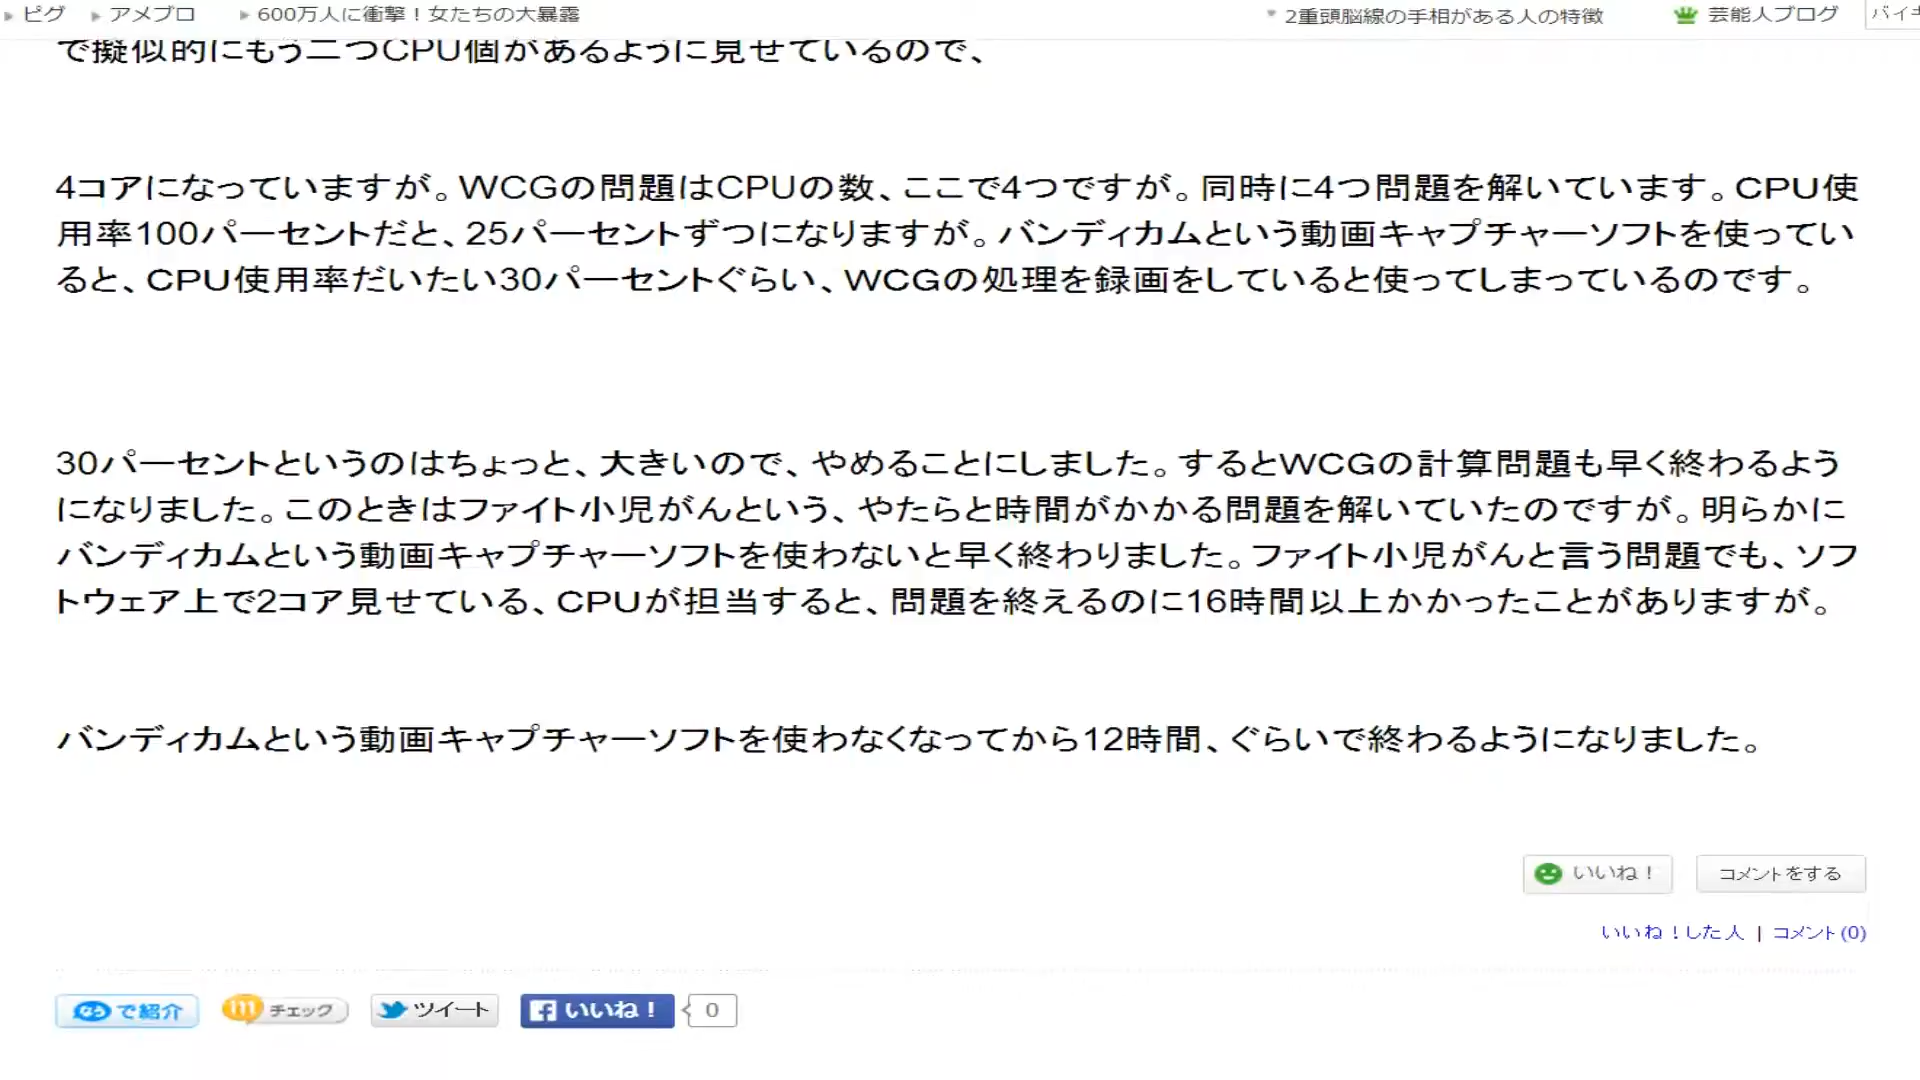 ピグ アメブロ 600万人に衝撃！女たちの大暴露 2重頭脳線の手相がある人の特徴 芸能人ブログ バイキ
で擬似的にもう二つCPU個があるように見せているので、
4コアになっていますが。WCGの問題はCPUの数、ここで4つですが。同時に4つ問題を解いています。CPU使
用率100パーセントだと、25パーセントずつになりますが。バンディカムという動画キャプチャーソフトを使ってい
ると、CPU使用率だいたい30パーセントぐらい、WCGの処理を録画をしていると使ってしまっているのです。
30パーセントというのはちょっと、大きいので、やめることにしました。するとWCGの計算問題も早く終わるよう
になりました。このときはファイト小児がんという、やたらと時間がかかる問題を解いていたのですが。明らかに
バンディカムという動画キャプチャーソフトを使わないと早く終わりました。ファイト小児がんと言う問題でも、ソフ
トウェア上で2コア見せている、CPUが担当すると、問題を終えるのに16時間以上かかったことがありますが。
バンディカムという動画キャプチャーソフトを使わなくなってから12時間、ぐらいで終わるようになりました。
いいね！ コメントをする
いいね！した人 | コメント(0)
で紹介 チェック ツイート いいね！ 0